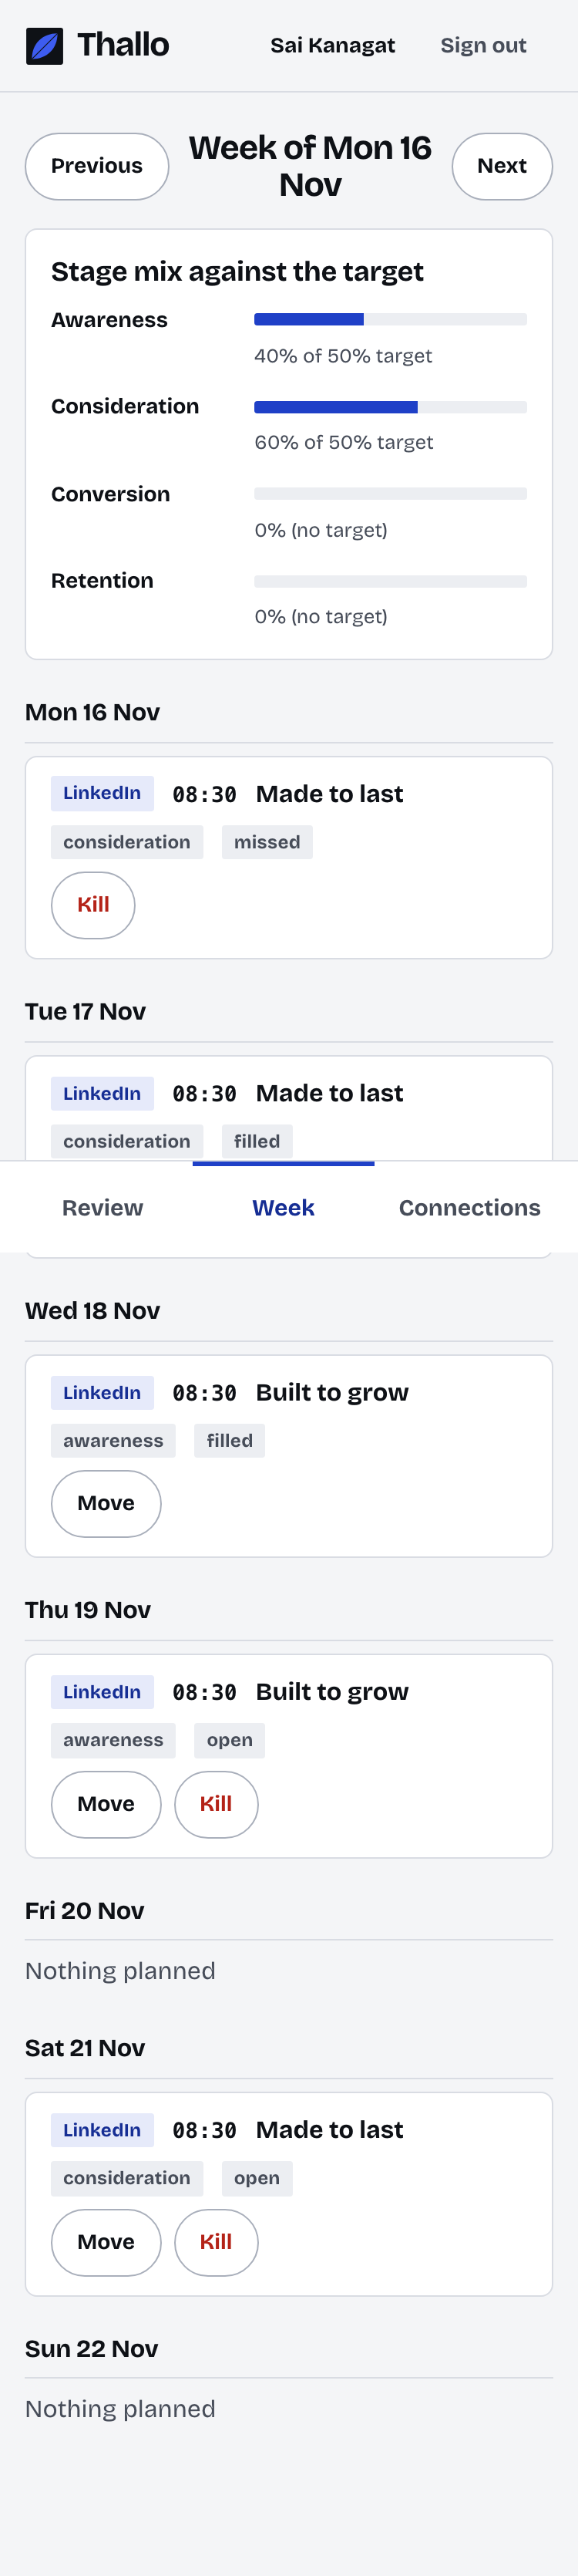 Thallo
Sai Kanagat
Sign out
Previous
Week of Mon 16
Nov
Next
Stage mix against the target
Awareness
40% of 50% target
Consideration
60% of 50% target
Conversion
0% (no target)
Retention
0% (no target)
Mon 16 Nov
LinkedIn 08:30 Made to last
consideration missed
Kill
Tue 17 Nov
LinkedIn 08:30 Made to last
consideration filled
Review Week Connections
Wed 18 Nov
LinkedIn 08:30 Built to grow
awareness filled
Move
Thu 19 Nov
LinkedIn 08:30 Built to grow
awareness open
Move Kill
Fri 20 Nov
Nothing planned
Sat 21 Nov
LinkedIn 08:30 Made to last
consideration open
Move Kill
Sun 22 Nov
Nothing planned